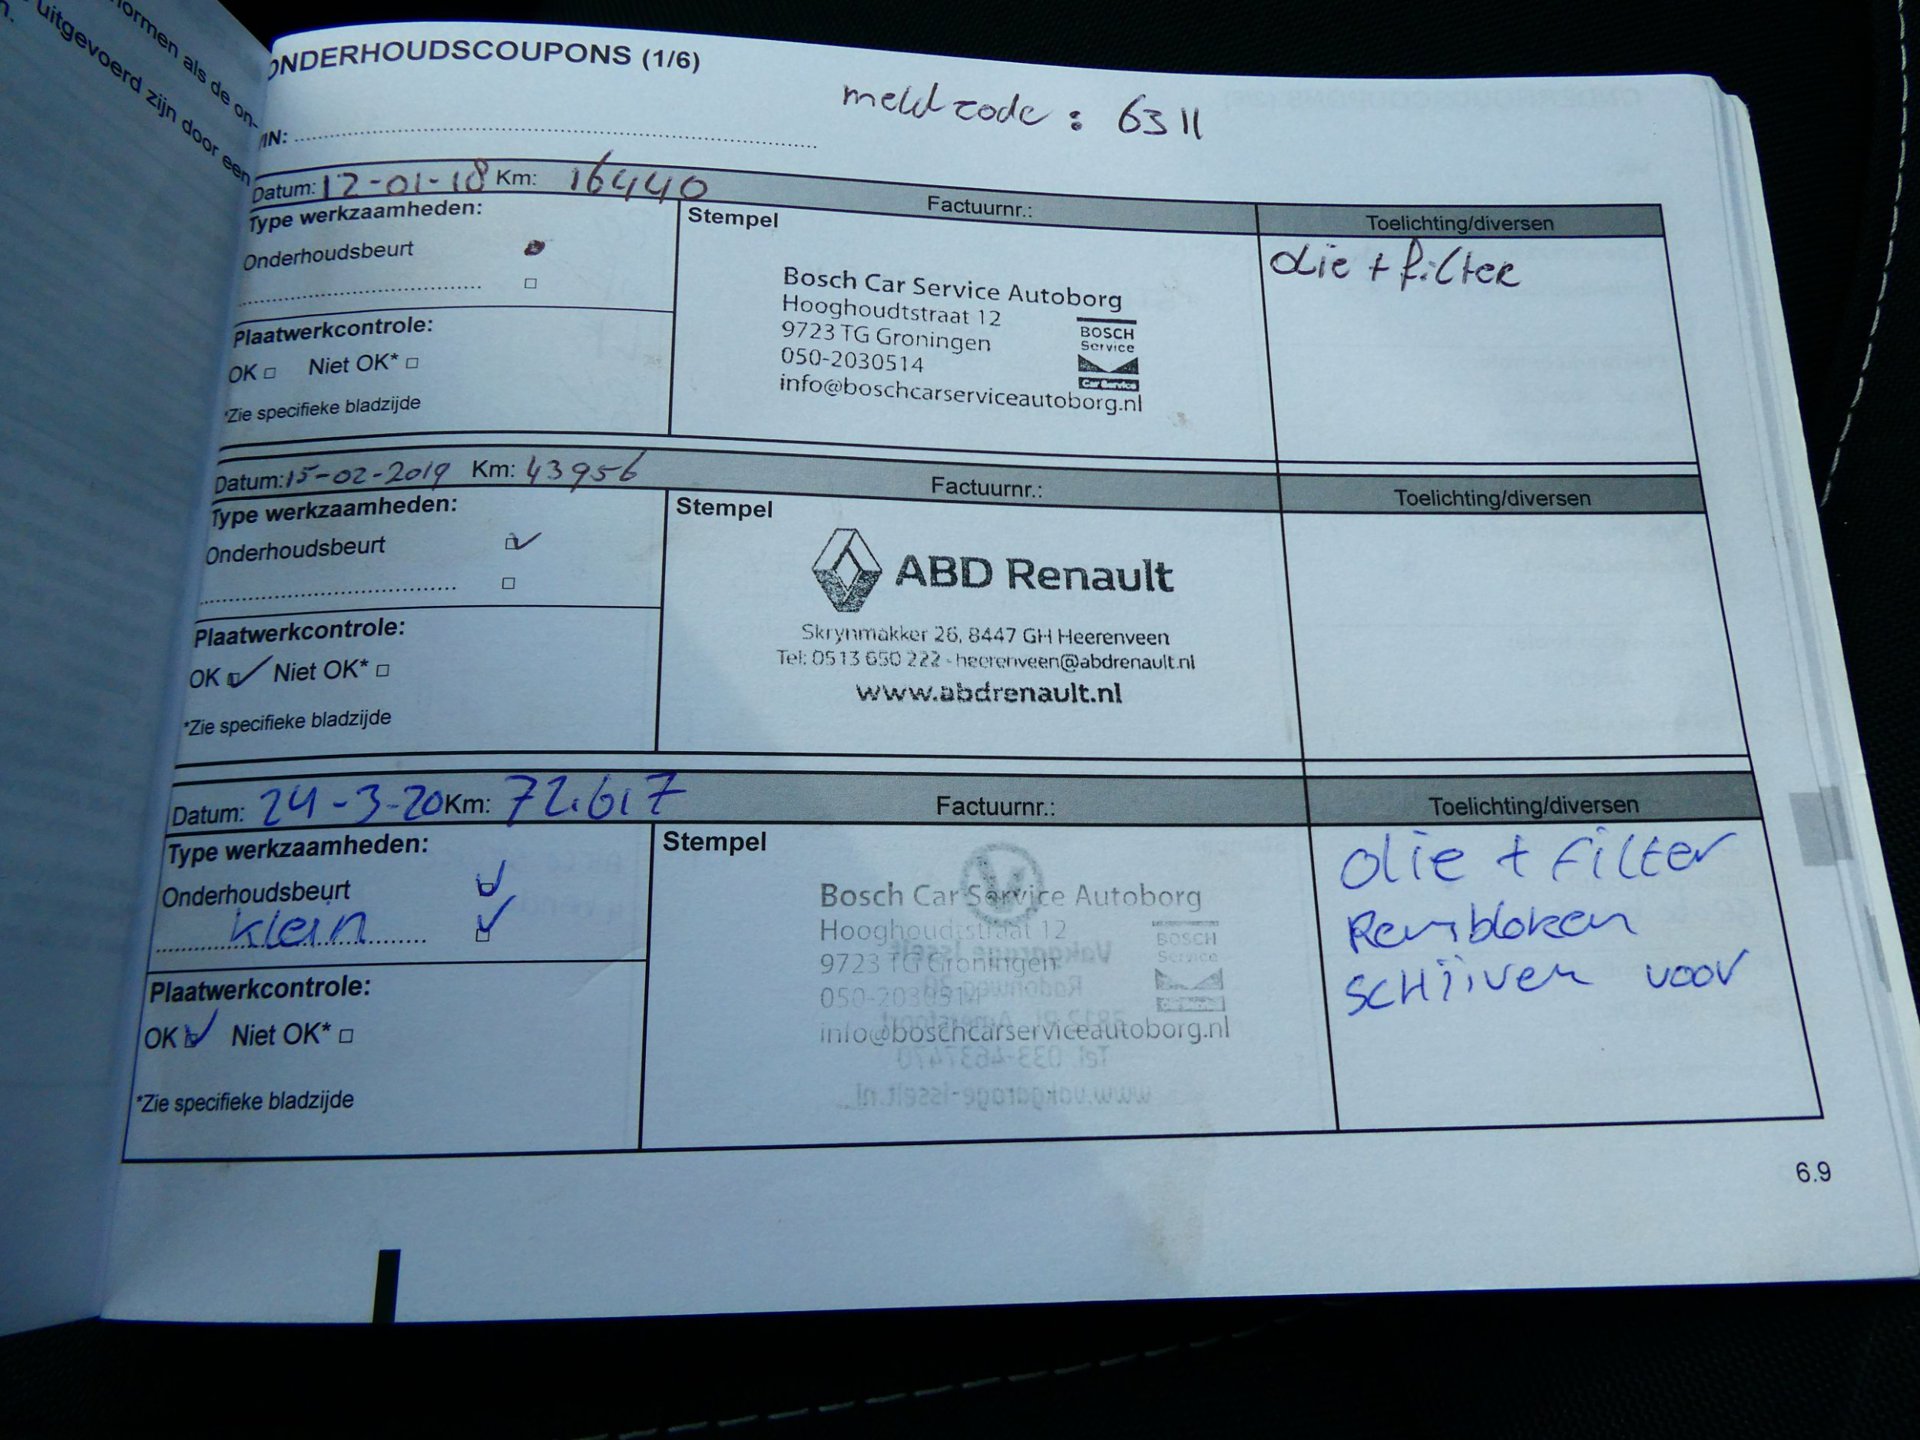 ormen als de on-
uitgevoerd zijn door een
ONDERHOUDSCOUPONS (1/6)
meldcode : 6311
VIN:
Datum: 12-01-18 Km: 16440 Factuurnr.: Toelichting/diversen
Type werkzaamheden:
Onderhoudsbeurt
Plaatwerkcontrole:
OK Niet OK*
*Zie specifieke bladzijde
Stempel
Bosch Car Service Autoborg
Hooghoudtstraat 12
9723 TG Groningen
050-2030514
info@boschcarserviceautoborg.nl
BOSCH
Service
Car Service
olie + filter
Datum: 15-02-2019 Km: 43956 Factuurnr.: Toelichting/diversen
Type werkzaamheden:
Onderhoudsbeurt
Plaatwerkcontrole:
OK Niet OK*
*Zie specifieke bladzijde
Stempel
ABD Renault
Skrynmakker 26, 8447 GH Heerenveen
Tel: 0513 650 222 - heerenveen@abdrenault.nl
www.abdrenault.nl
Datum: 24-3-20 Km: 72.617 Factuurnr.: Toelichting/diversen
Type werkzaamheden:
Onderhoudsbeurt
klein
Plaatwerkcontrole:
OK Niet OK*
*Zie specifieke bladzijde
Stempel
Bosch Car Service Autoborg
Hooghoudtstraat 12
9723 TG Groningen
050-2030514
info@boschcarserviceautoborg.nl
BOSCH
Service
olie + filter
Remblokken
SCHijven voor
6.9